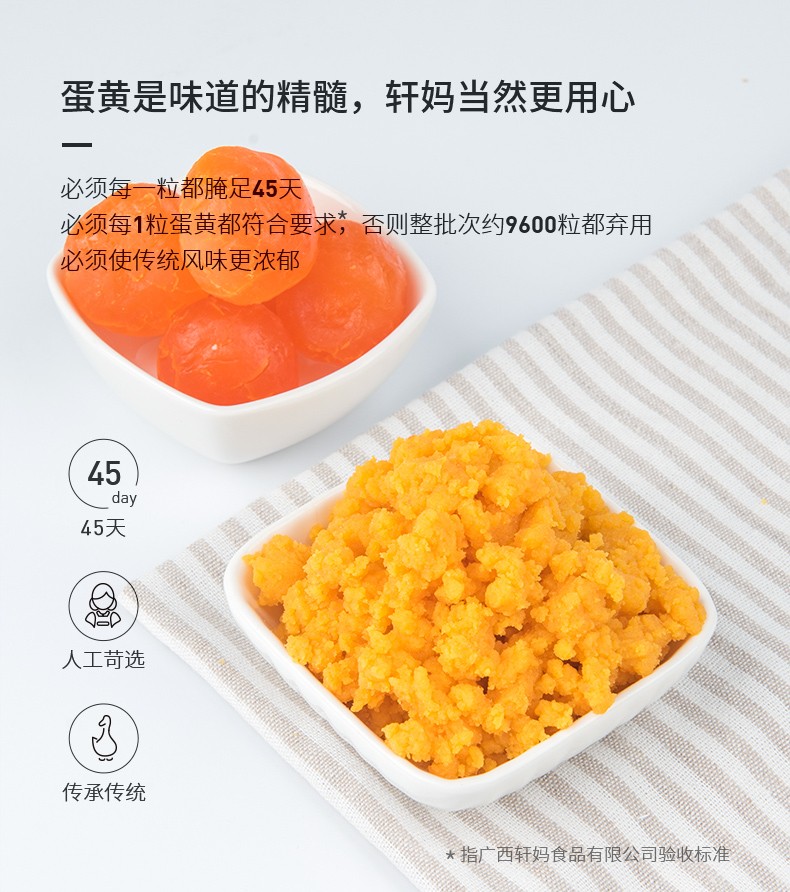 蛋黄是味道的精髓，轩妈当然更用心
必须每一粒都腌足45天
必须每1粒蛋黄都符合要求*，否则整批次约9600粒都弃用
必须使传统风味更浓郁
45
day
45天
人工苛选
传承传统
* 指广西轩妈食品有限公司验收标准